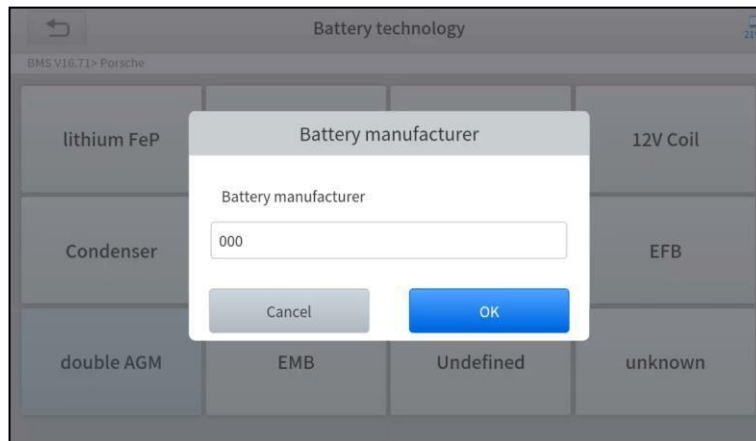 Battery technology
BMS V16.71> Porsche
lithium FeP
12V Coil
Battery manufacturer
Battery manufacturer
000
Condenser
EFB
Cancel
OK
double AGM
EMB
Undefined
unknown